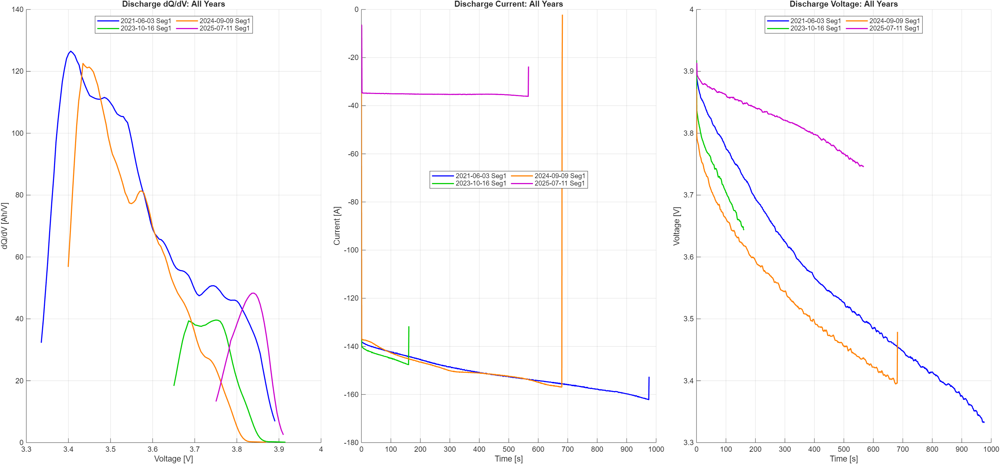 Discharge dQ/dV: All Years
2021-06-03 Seg1 2024-09-09 Seg1
2023-10-16 Seg1 2025-07-11 Seg1
140
120
100
80
60
40
20
0
dQ/dV [Ah/V]
3.3 3.4 3.5 3.6 3.7 3.8 3.9 4
Voltage [V]
Discharge Current: All Years
0
-20
-40
-60
2021-06-03 Seg1 2024-09-09 Seg1
2023-10-16 Seg1 2025-07-11 Seg1
-80
-100
-120
-140
-160
-180
Current [A]
0 100 200 300 400 500 600 700 800 900 1000
Time [s]
Discharge Voltage: All Years
2021-06-03 Seg1 2024-09-09 Seg1
2023-10-16 Seg1 2025-07-11 Seg1
4
3.9
3.8
3.7
3.6
3.5
3.4
3.3
Voltage [V]
0 100 200 300 400 500 600 700 800 900 1000
Time [s]